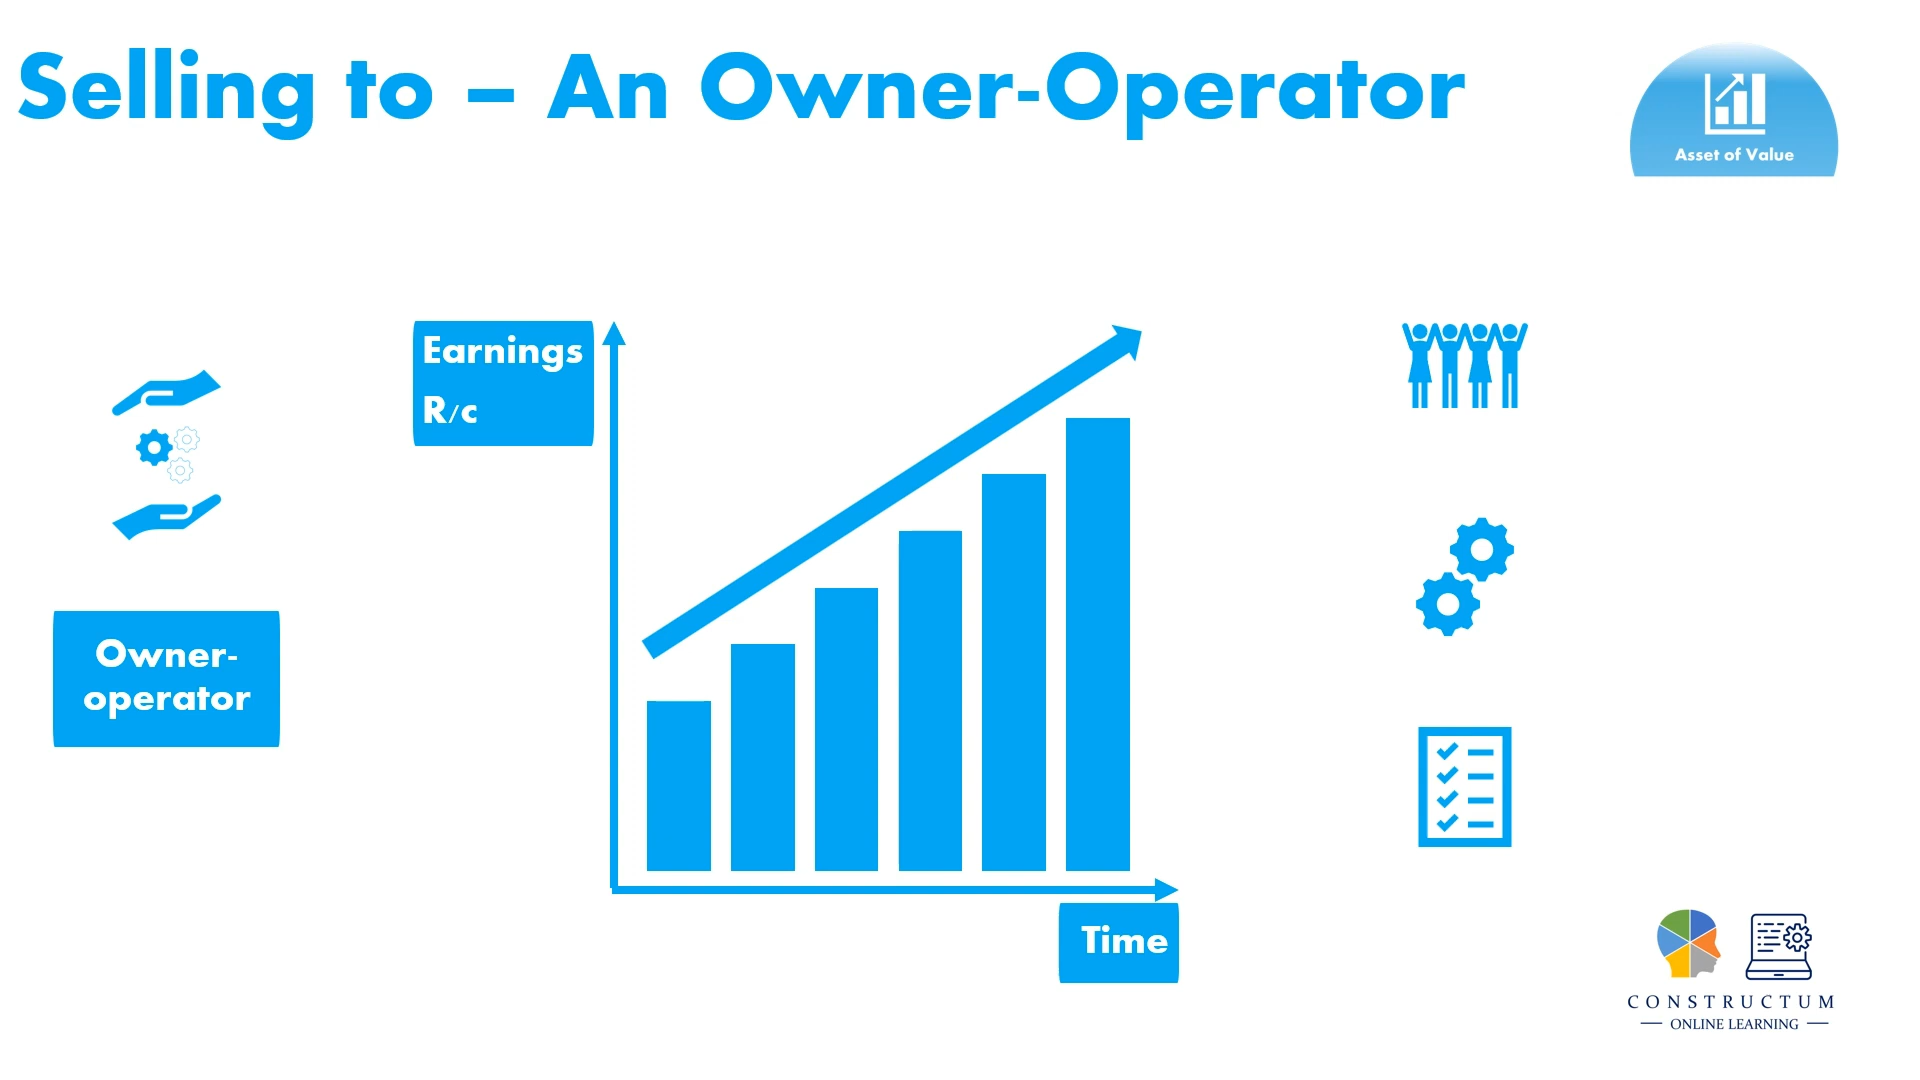 Selling to – An Owner-Operator
Asset of Value
Earnings
R/c
Owner-
operator
Time
CONSTRUCTUM
ONLINE LEARNING